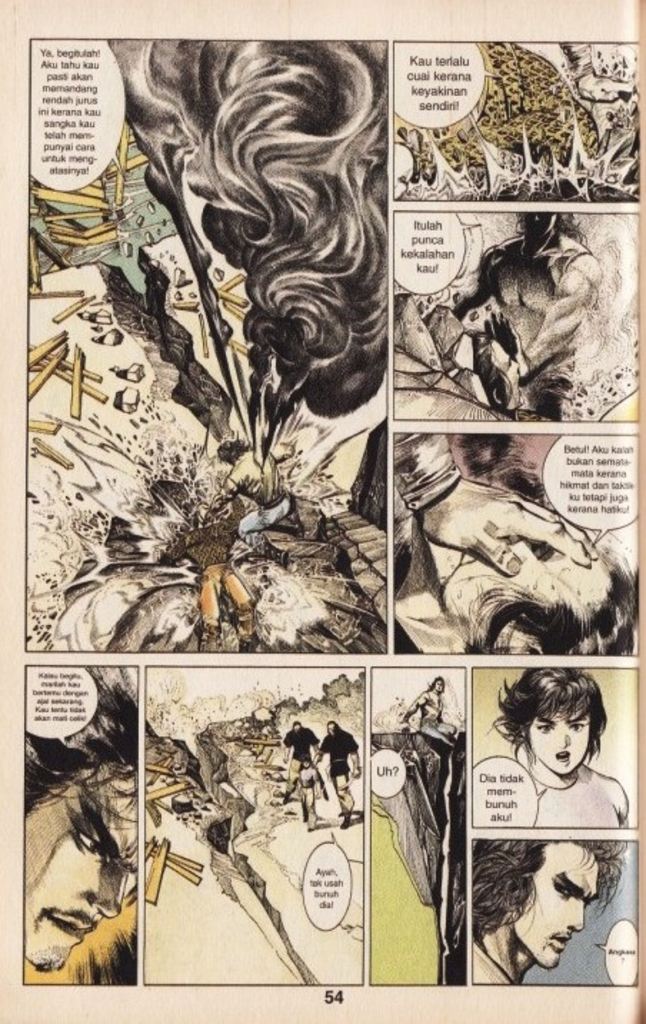 Ya, begitulah!
Aku tahu kau
pasti akan
memandang
rendah jurus
ini kerana kau
sangka kau
telah mem-
punyai cara
untuk meng-
atasinya!
Kau terlalu
cuai kerana
keyakinan
sendiri!
Itulah
punca
kekalahan
kau!
Betul! Aku kalah
bukan semata-
mata kerana
hikmat dan taktik
ku tetapi juga
kerana hatiku!
Kalau begitu,
marilah kau
bertemu dengan
ajal sekarang.
Kau tentu tidak
akan mati celik!
Ayah,
tak usah
bunuh
dia!
Uh?
Dia tidak
mem-
bunuh
aku!
Angkasa
?
54